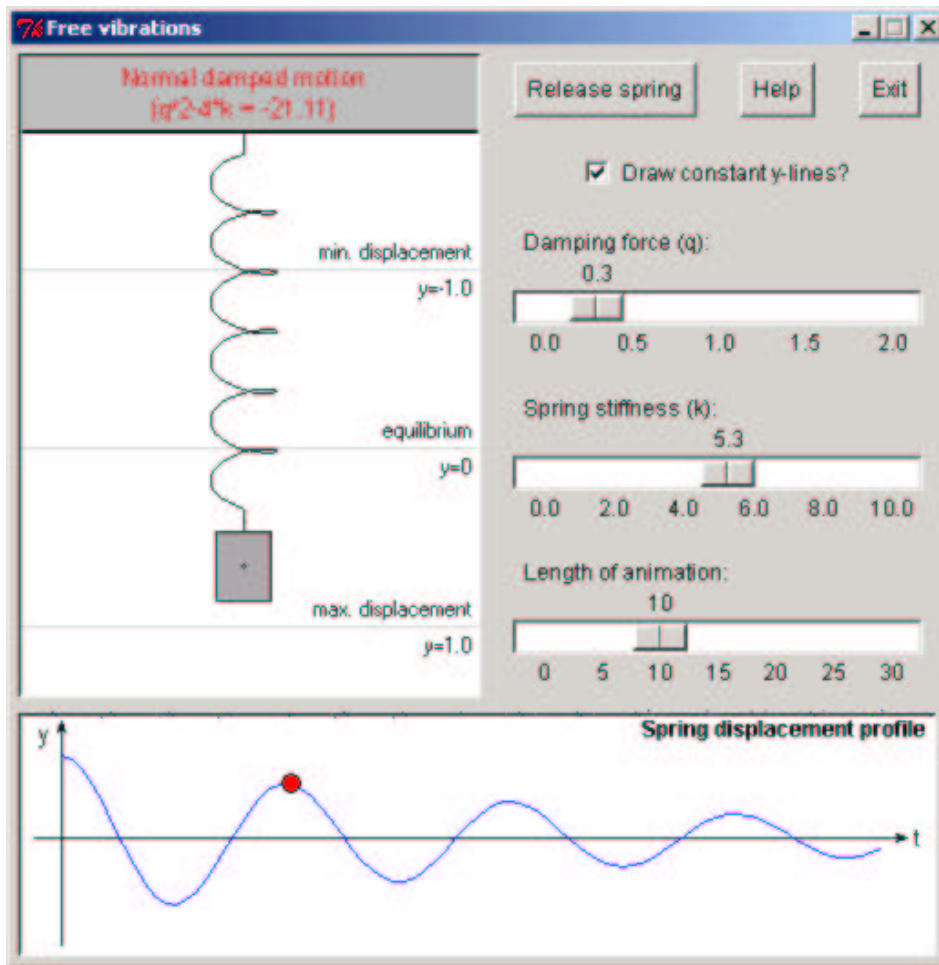 Free vibrations
Normal damped motion
(q^2-4*k = -21.11)
Release spring
Help
Exit
Draw constant y-lines?
min. displacement
y=-1.0
equilibrium
y=0
max. displacement
y=1.0
Damping force (q):
0.3
0.0 0.5 1.0 1.5 2.0
Spring stiffness (k):
5.3
0.0 2.0 4.0 6.0 8.0 10.0
Length of animation:
10
0 5 10 15 20 25 30
Spring displacement profile
y
t